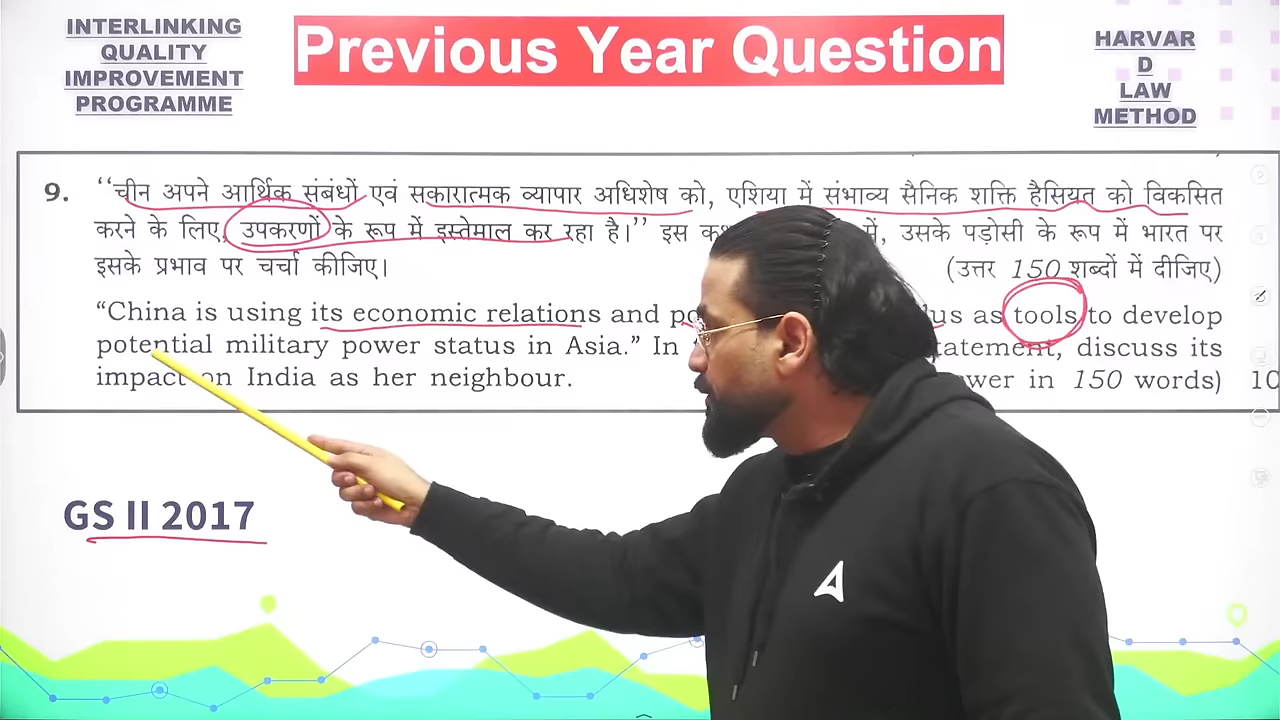 INTERLINKING
QUALITY
IMPROVEMENT
PROGRAMME
Previous Year Question
HARVAR
D
LAW
METHOD
9. ‘‘चीन अपने आर्थिक संबंधों एवं सकारात्मक व्यापार अधिशेष को, एशिया में संभाव्य सैनिक शक्ति हैसियत को विकसित
करने के लिए, उपकरणों के रूप में इस्तेमाल कर रहा है।’’ इस में, उसके पड़ोसी के रूप में भारत पर
इसके प्रभाव पर चर्चा कीजिए। (उत्तर 150 शब्दों में दीजिए)
“China is using its economic relations and as tools to develop
potential military power status in Asia.” In discuss its
impact on India as her neighbour. in 150 words) 10
GS II 2017